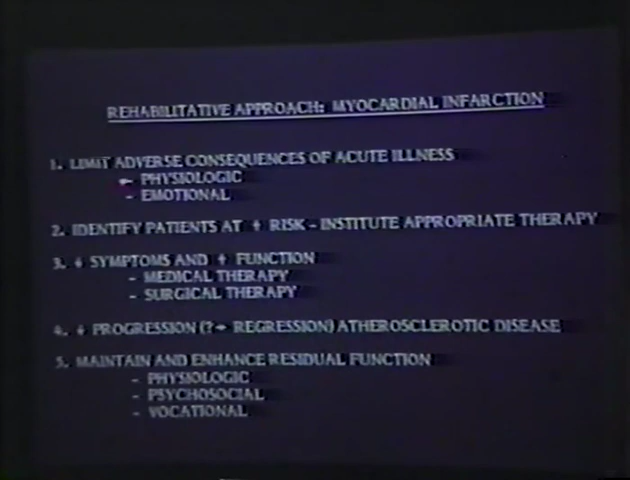 REHABILITATIVE APPROACH: MYOCARDIAL INFARCTION
1. LIMIT ADVERSE CONSEQUENCES OF ACUTE ILLNESS
- PHYSIOLOGIC
- EMOTIONAL
2. IDENTIFY PATIENTS AT ↑ RISK - INSTITUTE APPROPRIATE THERAPY
3. ↓ SYMPTOMS AND ↑ FUNCTION
- MEDICAL THERAPY
- SURGICAL THERAPY
4. ↓ PROGRESSION (?→ REGRESSION) ATHEROSCLEROTIC DISEASE
5. MAINTAIN AND ENHANCE RESIDUAL FUNCTION
- PHYSIOLOGIC
- PSYCHOSOCIAL
- VOCATIONAL